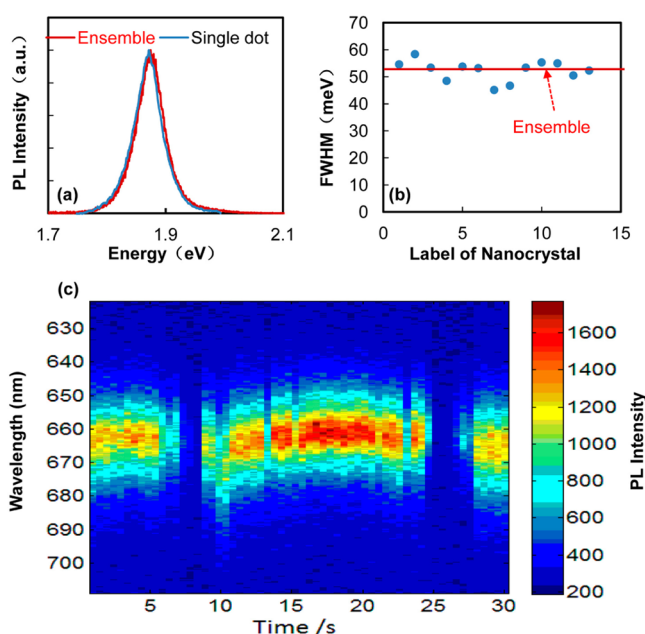 Ensemble Single dot
PL Intensity (a.u.)
(a)
1.7 1.9 2.1
Energy（eV）
70
60
50
40
30
20
10
0
FWHM （meV）
Ensemble
(b)
0 5 10 15
Label of Nanocrystal
(c)
630
640
650
660
670
680
690
700
Wavelength (nm)
5 10 15 20 25 30
Time /s
1600
1400
1200
1000
800
600
400
200
PL Intensity